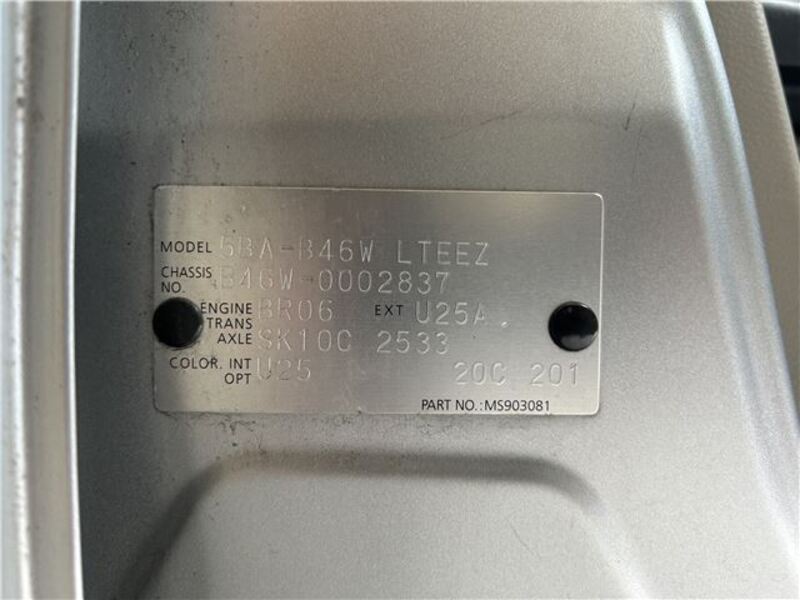 MODEL 5BA-B46W LTEEZ
CHASSIS NO. B46W-0002837
ENGINE BR06 EXT U25A
TRANS AXLE SK10C 2533
COLOR. INT OPT U25 20C 201
PART NO.:MS903081